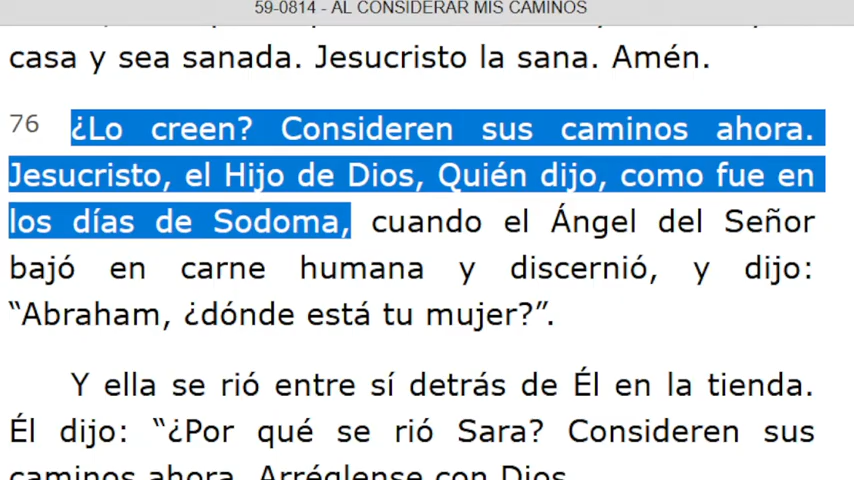 59-0814 - AL CONSIDERAR MIS CAMINOS
casa y sea sanada. Jesucristo la sana. Amén.
76 ¿Lo creen? Consideren sus caminos ahora.
Jesucristo, el Hijo de Dios, Quién dijo, como fue en
los días de Sodoma, cuando el Ángel del Señor
bajó en carne humana y discernió, y dijo:
“Abraham, ¿dónde está tu mujer?”.
Y ella se rió entre sí detrás de Él en la tienda.
Él dijo: “¿Por qué se rió Sara? Consideren sus
caminos ahora. Arréglense con Dios